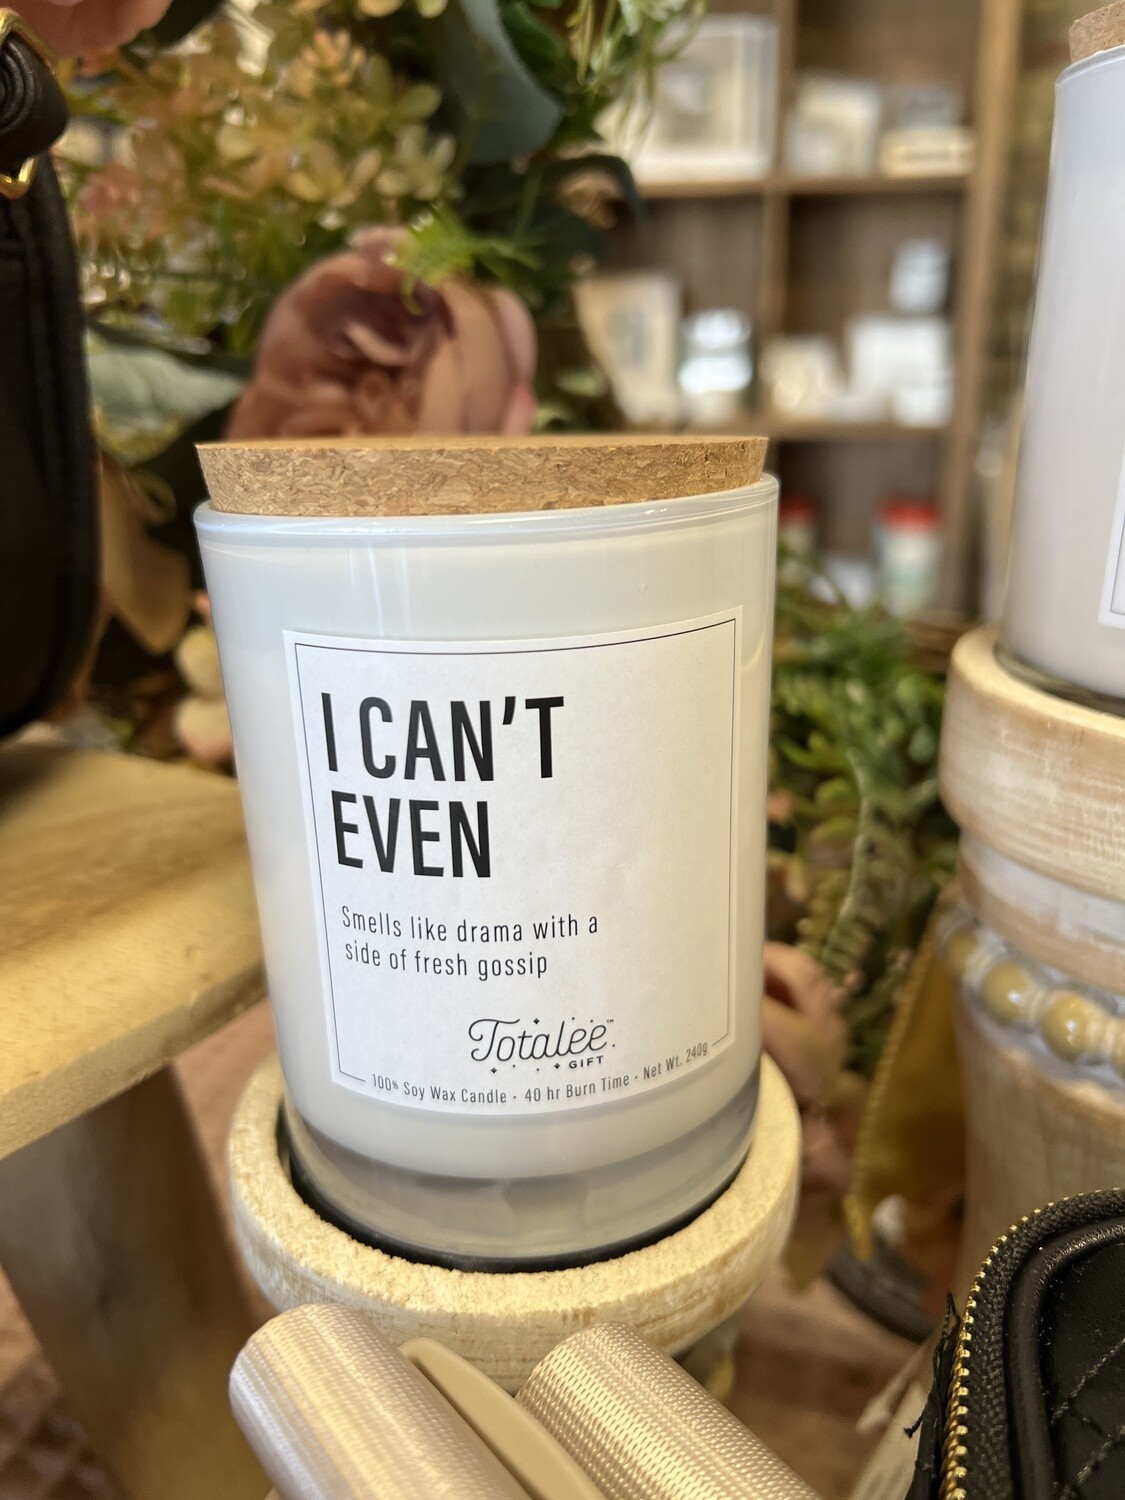 I CAN'T
EVEN
Smells like drama with a
side of fresh gossip
Totalee™
GIFT
100% Soy Wax Candle · 40 hr Burn Time · Net Wt. 240g